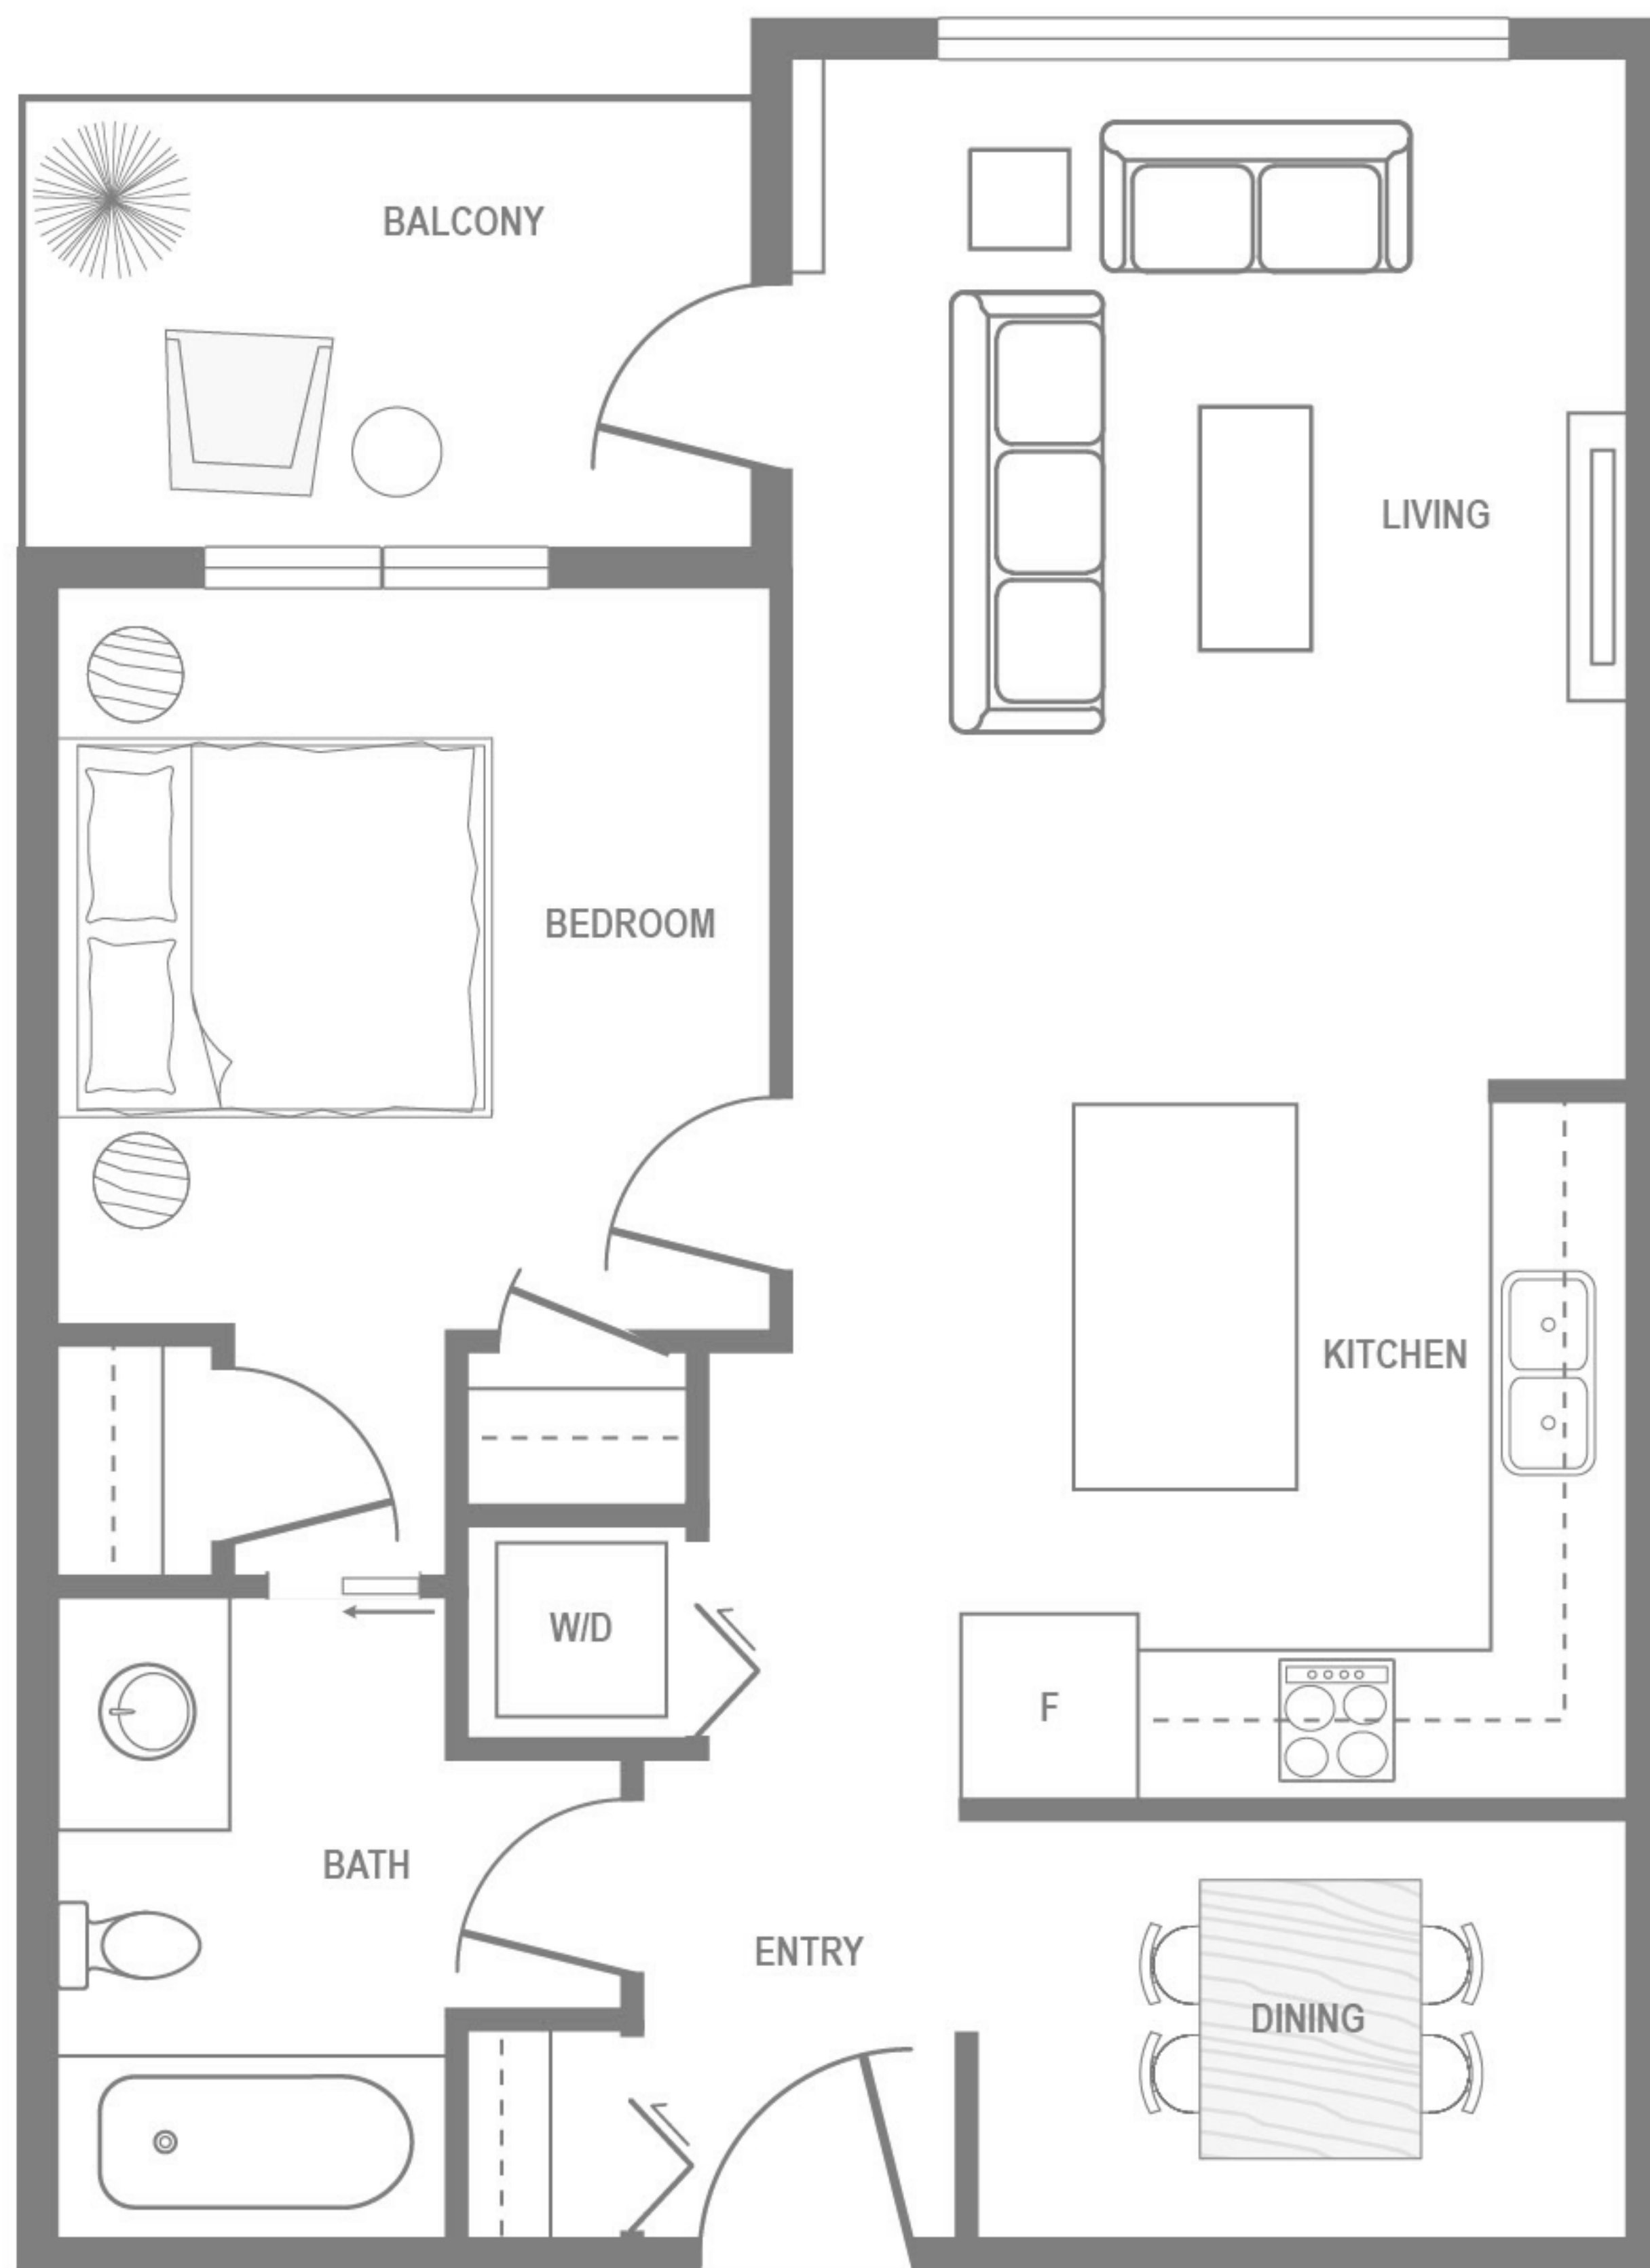 BALCONY
LIVING
BEDROOM
KITCHEN
W/D
F
BATH
ENTRY
DINING